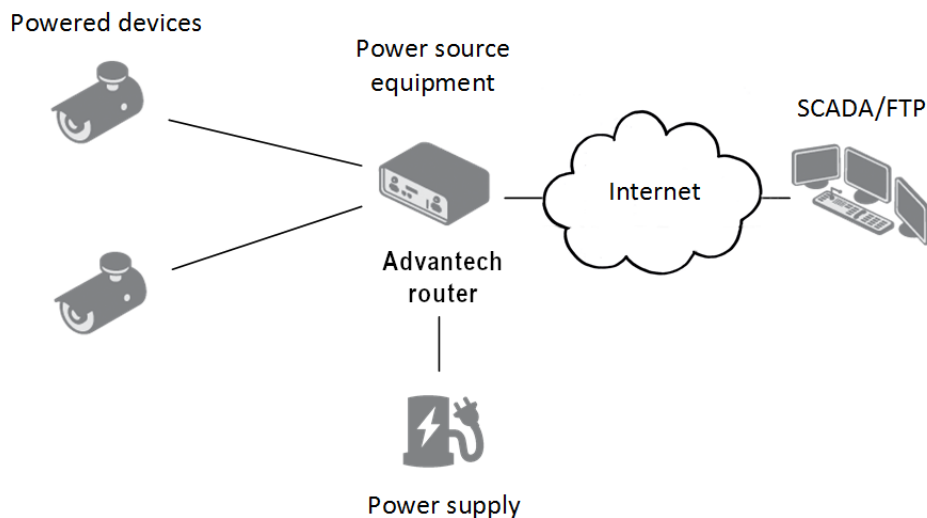 Powered devices
Power source
equipment
SCADA/FTP
Internet
Advantech
router
Power supply